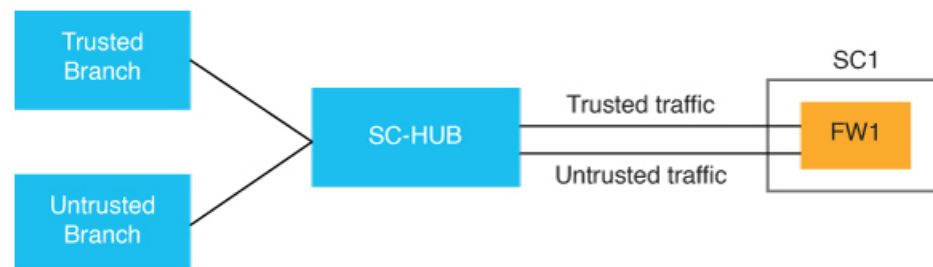 Trusted
Branch
SC1
Trusted traffic
SC-HUB
FW1
Untrusted traffic
Untrusted
Branch